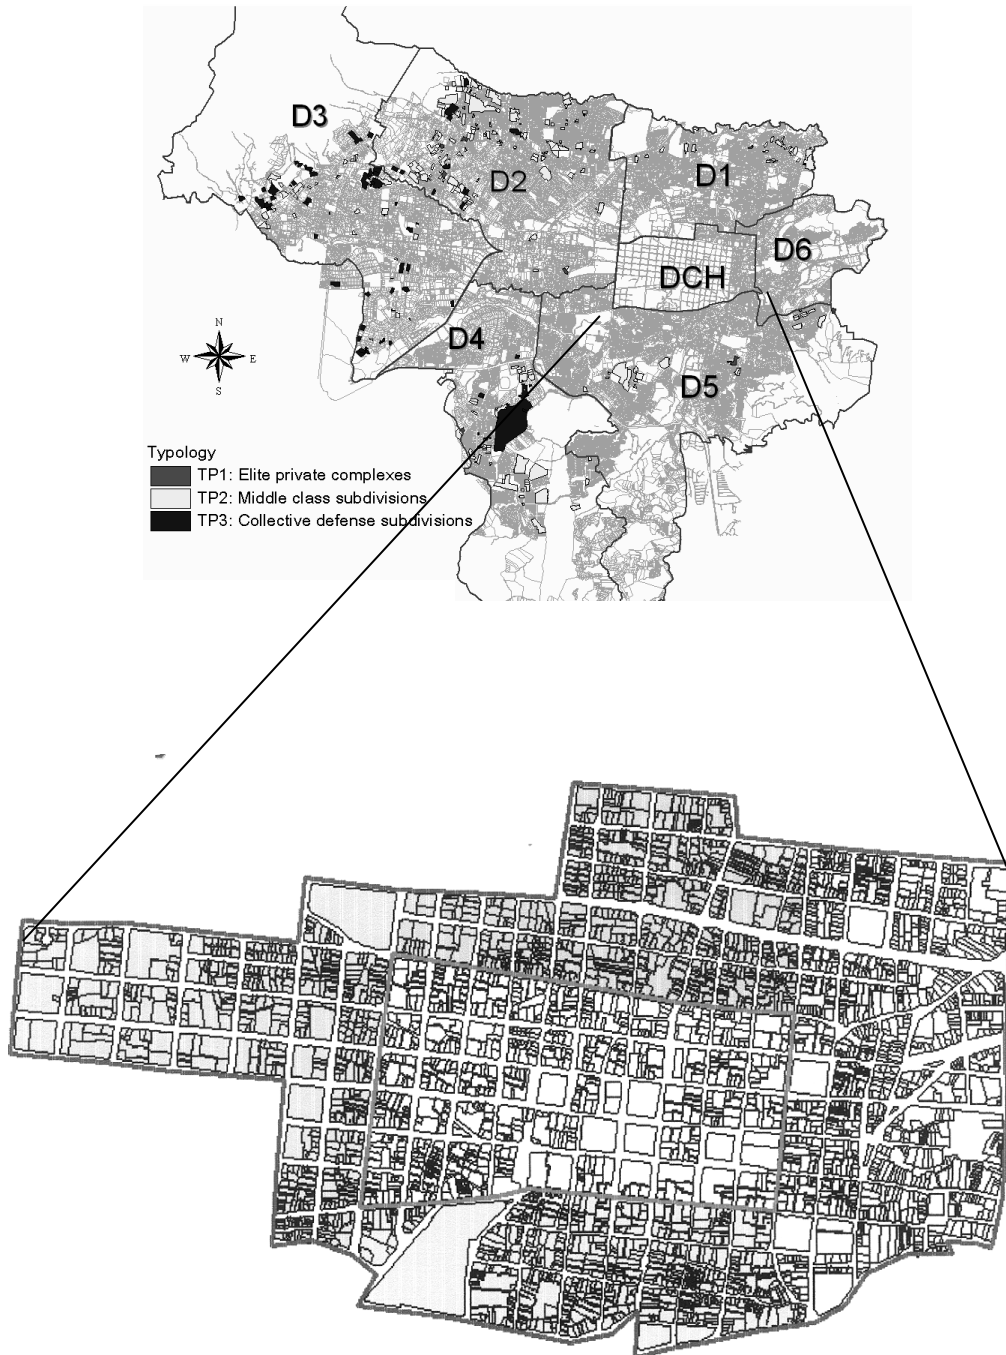 D3
D2
D1
D6
DCH
D4
D5
N
W E
S
Typology
TP1: Elite private complexes
TP2: Middle class subdivisions
TP3: Collective defense subdivisions